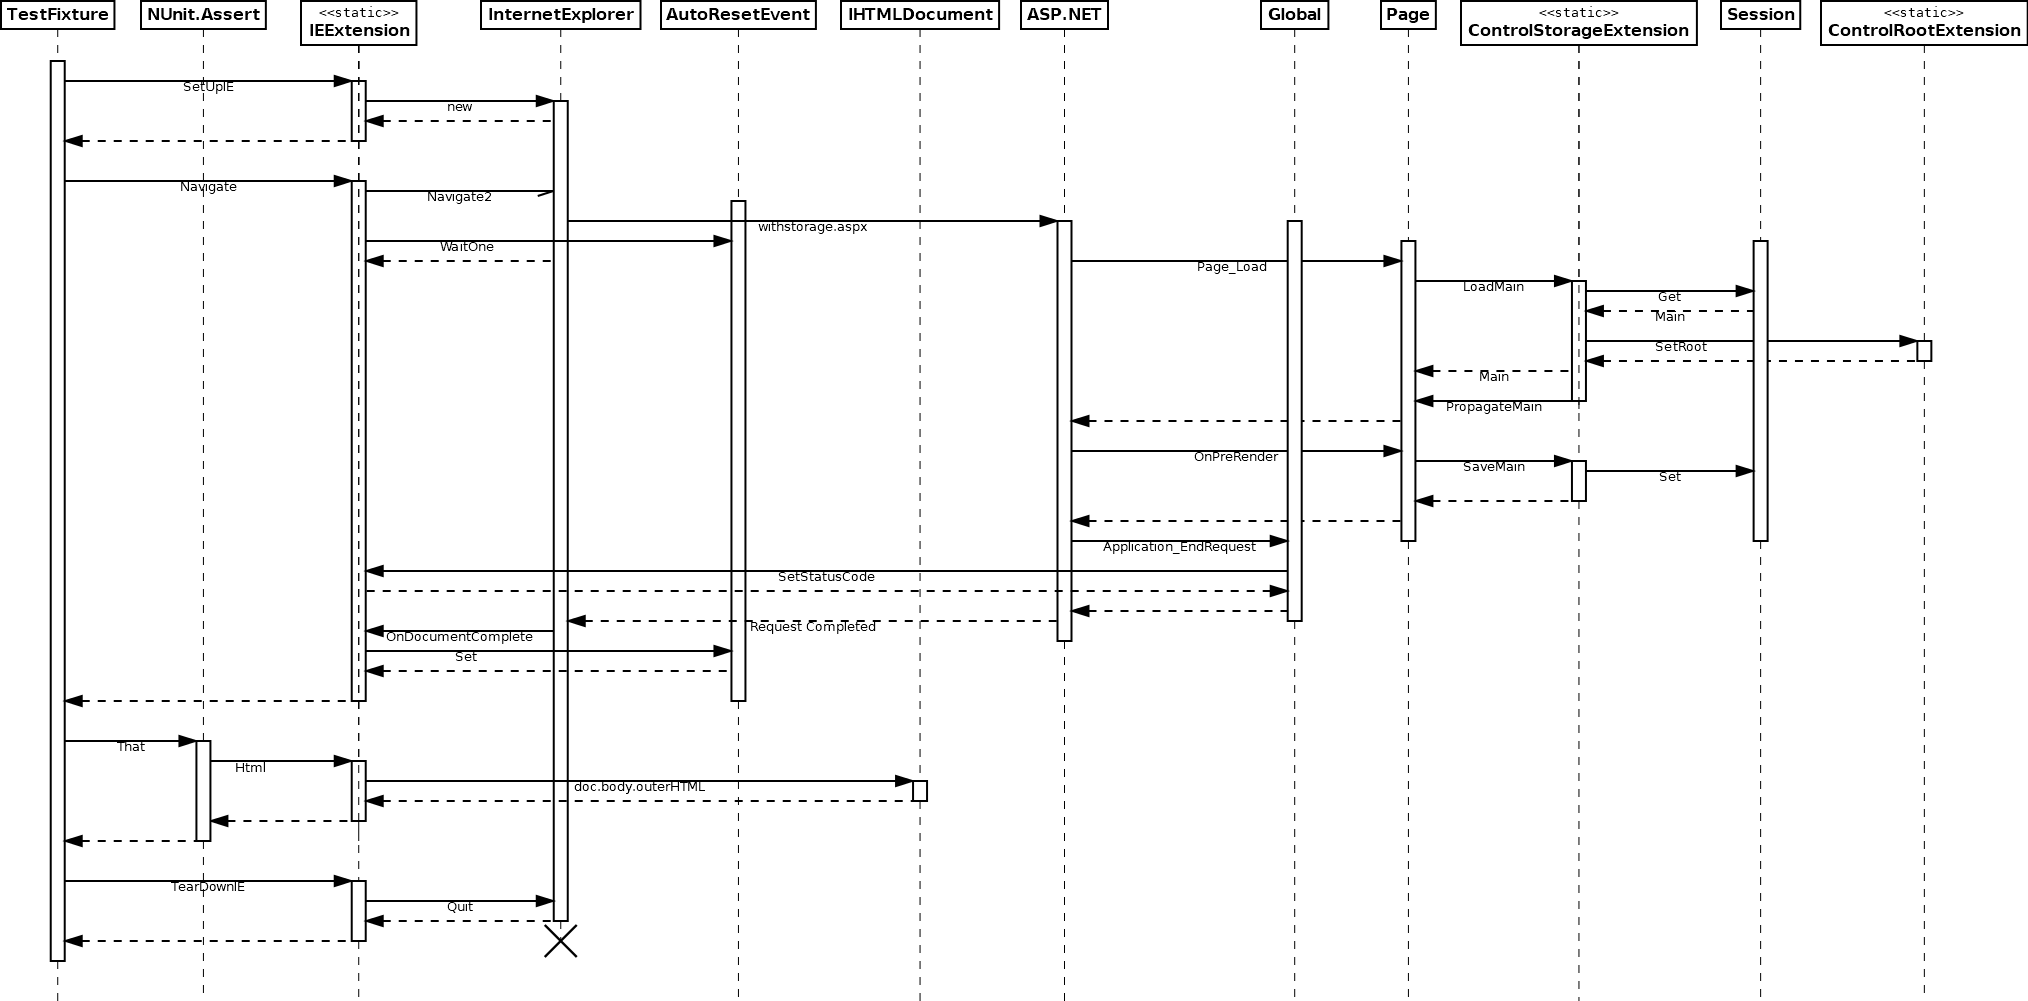 TestFixture
NUnit.Assert
<<static>>
IEExtension
InternetExplorer
AutoResetEvent
IHTMLDocument
ASP.NET
Global
Page
<<static>>
ControlStorageExtension
Session
<<static>>
ControlRootExtension
SetUpIE
new
Navigate
Navigate2
withstorage.aspx
WaitOne
Page_Load
LoadMain
Get
Main
SetRoot
Main
PropagateMain
OnPreRender
SaveMain
Set
Application_EndRequest
SetStatusCode
Request Completed
OnDocumentComplete
Set
That
Html
doc.body.outerHTML
TearDownIE
Quit